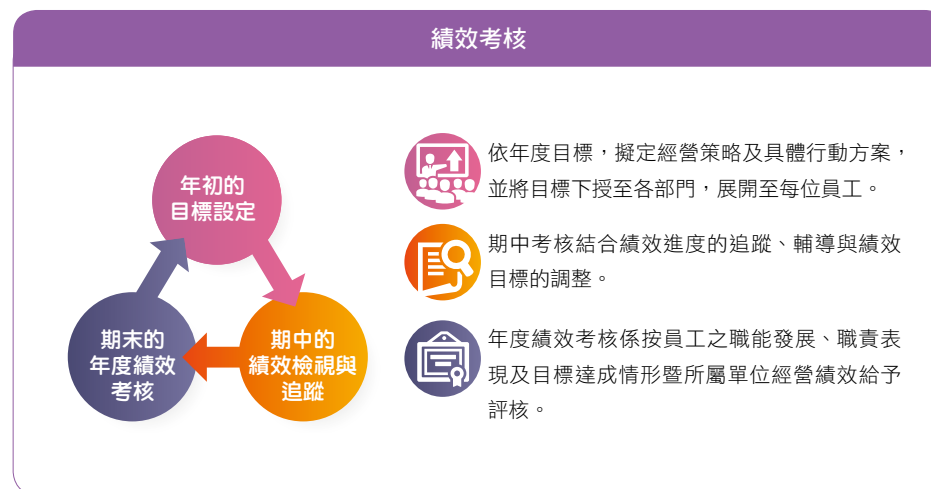 績效考核
年初的
目標設定
期末的
年度績效
考核
期中的
績效檢視與
追蹤
依年度目標，擬定經營策略及具體行動方案，
並將目標下授至各部門，展開至每位員工。
期中考核結合績效進度的追蹤、輔導與績效
目標的調整。
年度績效考核係按員工之職能發展、職責表
現及目標達成情形暨所屬單位經營績效給予
評核。